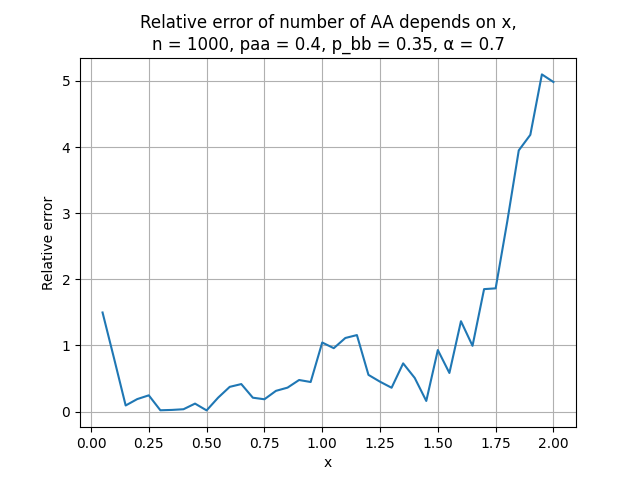 Relative error of number of AA depends on x,
n = 1000, paa = 0.4, p_bb = 0.35, α = 0.7
Relative error
5
4
3
2
1
0
0.00 0.25 0.50 0.75 1.00 1.25 1.50 1.75 2.00
x